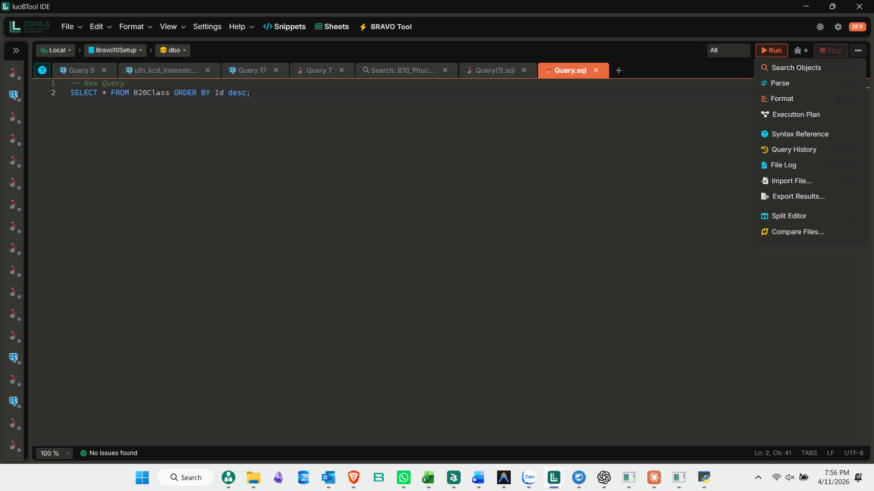 luoBTool IDE
TOOLS
File Edit Format View Settings Help Snippets Sheets BRAVO Tool DEV
Local Bravo10Setup dbo All Run Stop
Query 5 ufn_kcd_interestc... Query 17 Query 7 Search: B10_Phuc... Query(1).sql Query.sql
1 -- New Query
2 SELECT * FROM B20Class ORDER BY Id desc;
Search Objects
Parse
Format
Execution Plan
Syntax Reference
Query History
File Log
Import File...
Export Results...
Split Editor
Compare Files...
100 % No issues found Ln: 2, Ch: 41 TABS LF UTF-8
Search Zalo 7:56 PM
4/11/2026